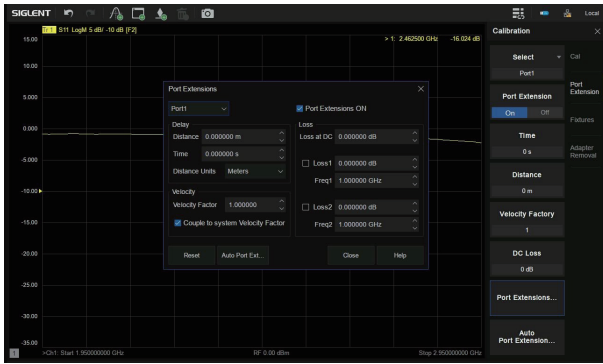 SIGLENT
Local
Tr 1 S11 LogM 5 dB/ -10 dB [F2]
> 1: 2.462500 GHz -16.024 dB
15.00
10.00
5.000
0.000
-5.000
-10.00
-15.00
-20.00
-25.00
-30.00
-35.00
Port Extensions
Port1
Port Extensions ON
Delay
Distance 0.000000 m
Time 0.000000 s
Distance Units Meters
Velocity
Velocity Factor 1.000000
Couple to system Velocity Factor
Loss
Loss at DC 0.000000 dB
Loss1 0.000000 dB
Freq1 1.000000 GHz
Loss2 0.000000 dB
Freq2 1.000000 GHz
Reset Auto Port Ext... Close Help
Calibration
Select
Port1
Port Extension
On Off
Time
0 s
Distance
0 m
Velocity Factory
1
DC Loss
0 dB
Port Extensions...
Auto
Port Extension...
Cal
Port
Extension
Fixtures
Adapter
Removal
1 >Ch1: Start 1.950000000 GHz RF 0.00 dBm Stop 2.950000000 GHz